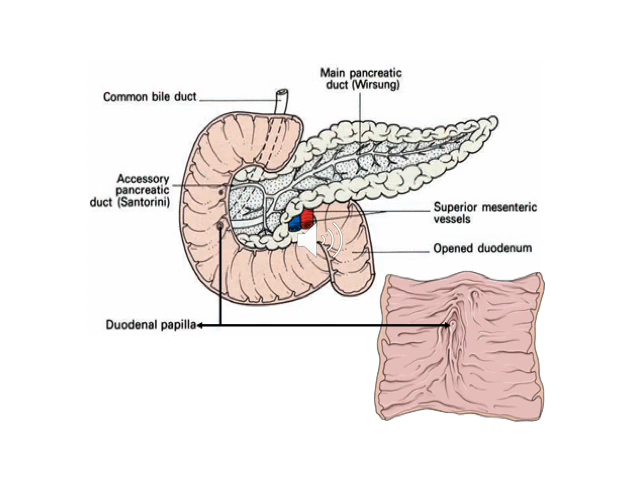 Main pancreatic
duct (Wirsung)
Common bile duct
Accessory
pancreatic
duct (Santorini)
Superior mesenteric
vessels
Opened duodenum
Duodenal papilla